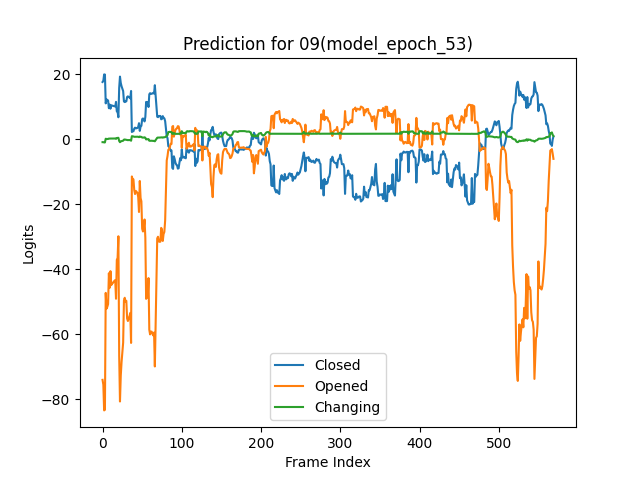 Prediction for 09(model_epoch_53)
20
0
−20
−40
−60
−80
Logits
0
100
200
300
400
500
Frame Index
Closed
Opened
Changing